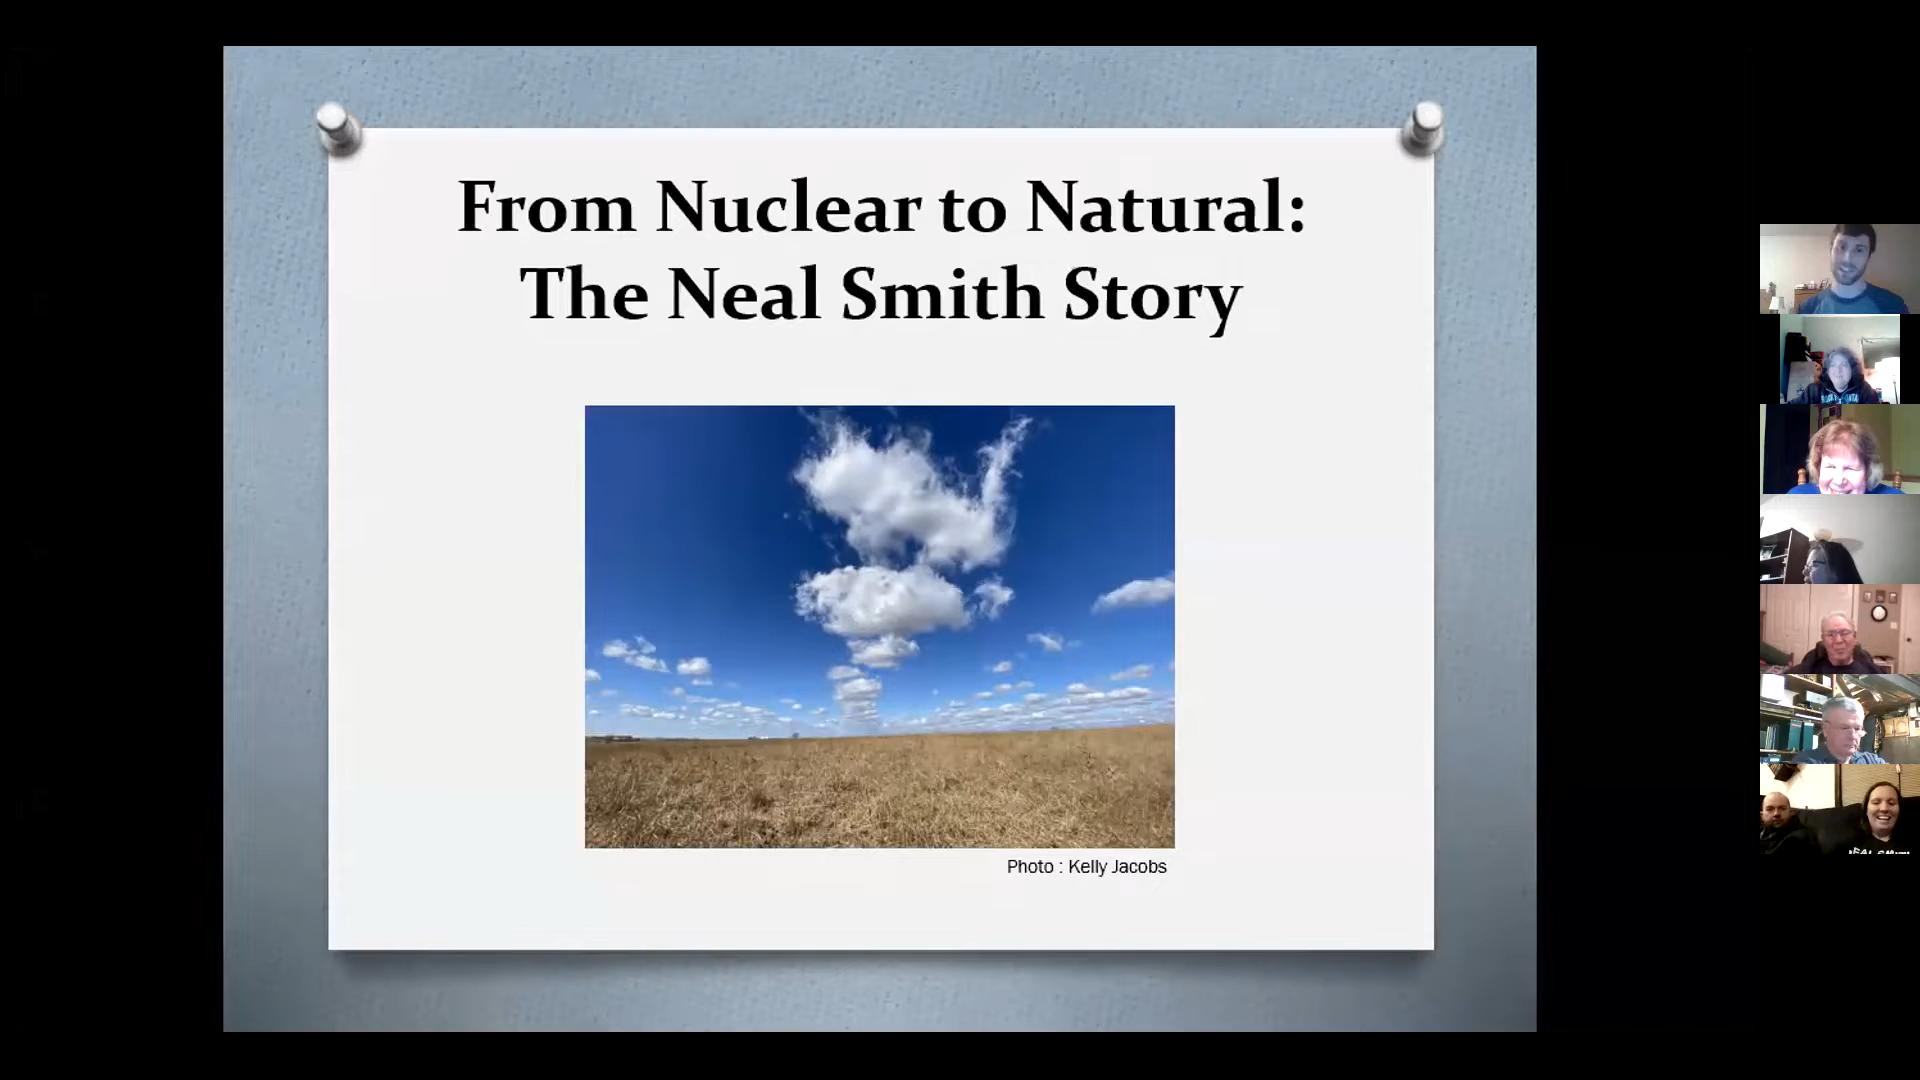 From Nuclear to Natural:
The Neal Smith Story
Photo : Kelly Jacobs